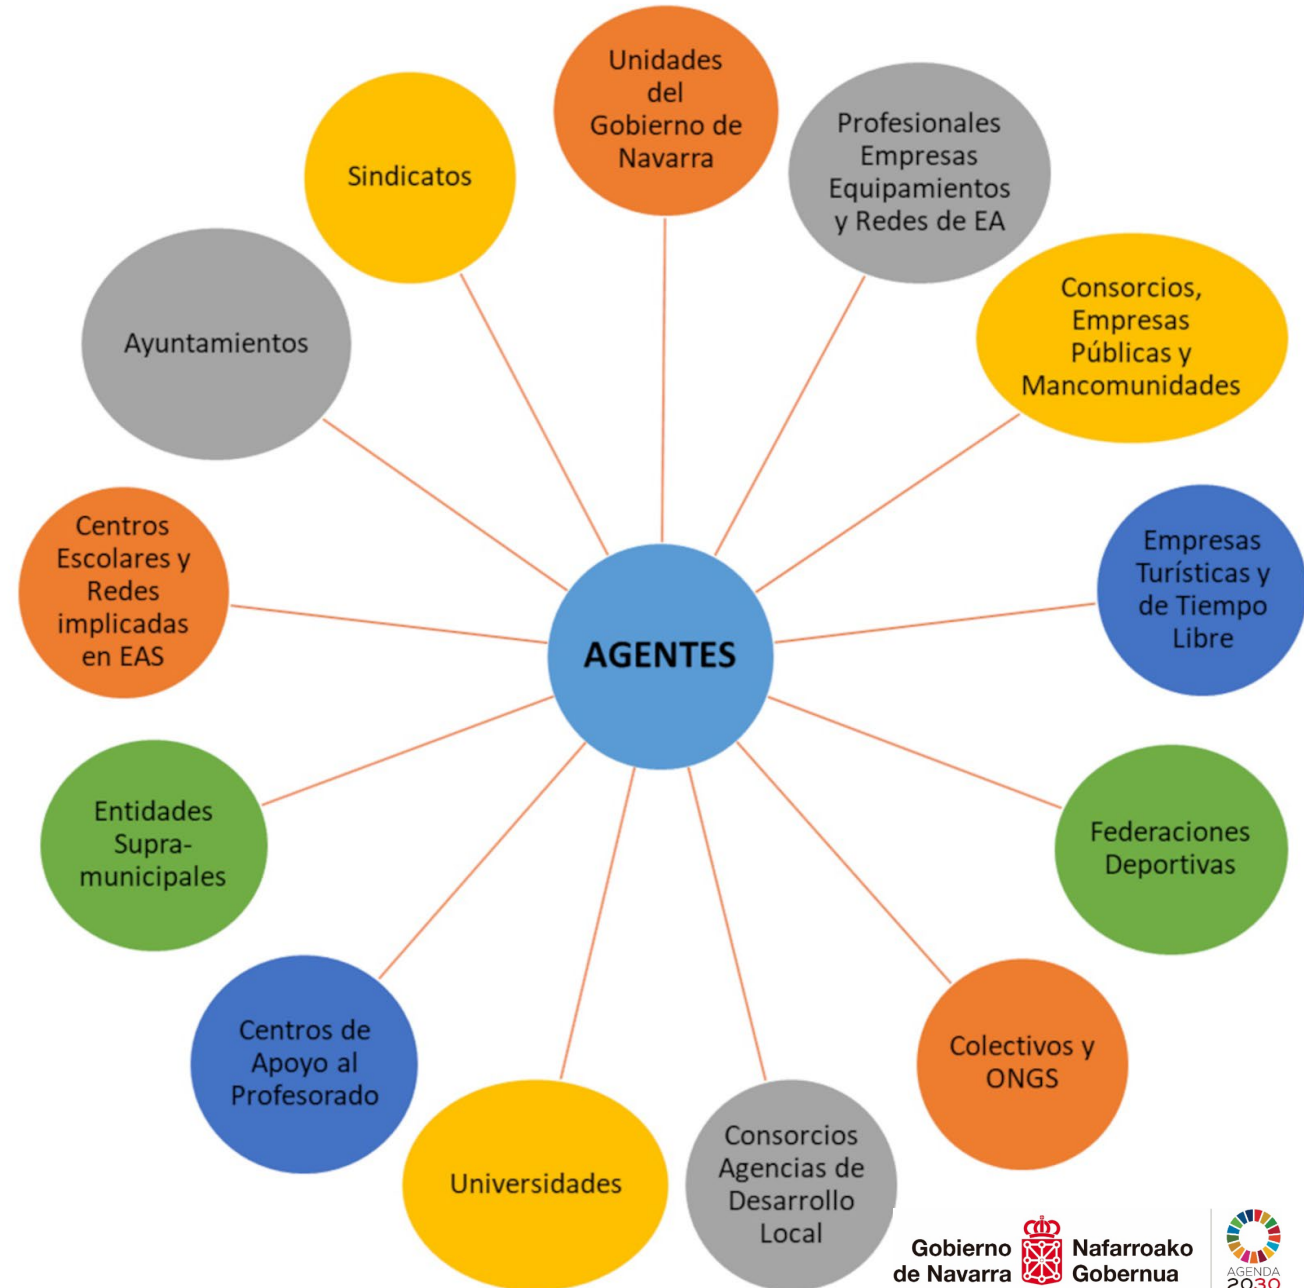 Unidades
del
Gobierno de
Navarra
Profesionales
Empresas
Equipamientos
y Redes de EA
Consorcios,
Empresas
Públicas y
Mancomunidades
Empresas
Turísticas y
de Tiempo
Libre
Federaciones
Deportivas
Colectivos y
ONGS
Consorcios
Agencias de
Desarrollo
Local
Universidades
Centros de
Apoyo al
Profesorado
Entidades
Supra-
municipales
Centros
Escolares y
Redes
implicadas
en EAS
Ayuntamientos
Sindicatos
AGENTES
Gobierno
de Navarra
Nafarroako
Gobernua
AGENDA
2030